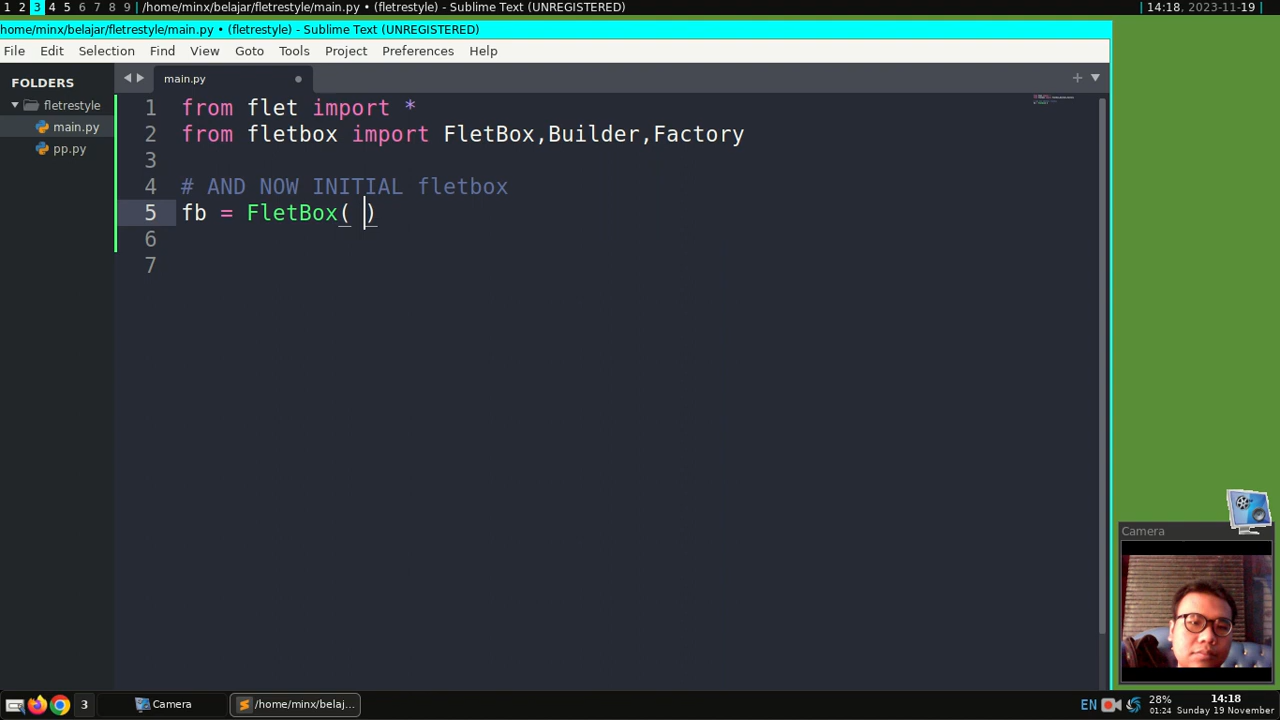 1 2 3 4 5 6 7 8 9 | /home/minx/belajar/fletrestyle/main.py • (fletrestyle) - Sublime Text (UNREGISTERED)
| 14:18, 2023-11-19 |
home/minx/belajar/fletrestyle/main.py • (fletrestyle) - Sublime Text (UNREGISTERED)
File Edit Selection Find View Goto Tools Project Preferences Help
FOLDERS
fletrestyle
main.py
pp.py
main.py
1 from flet import *
2 from fletbox import FletBox,Builder,Factory
3
4 # AND NOW INITIAL fletbox
5 fb = FletBox( )
6
7
Camera
3 Camera /home/minx/belaj...
EN 28% 01:24 14:18 Sunday 19 November